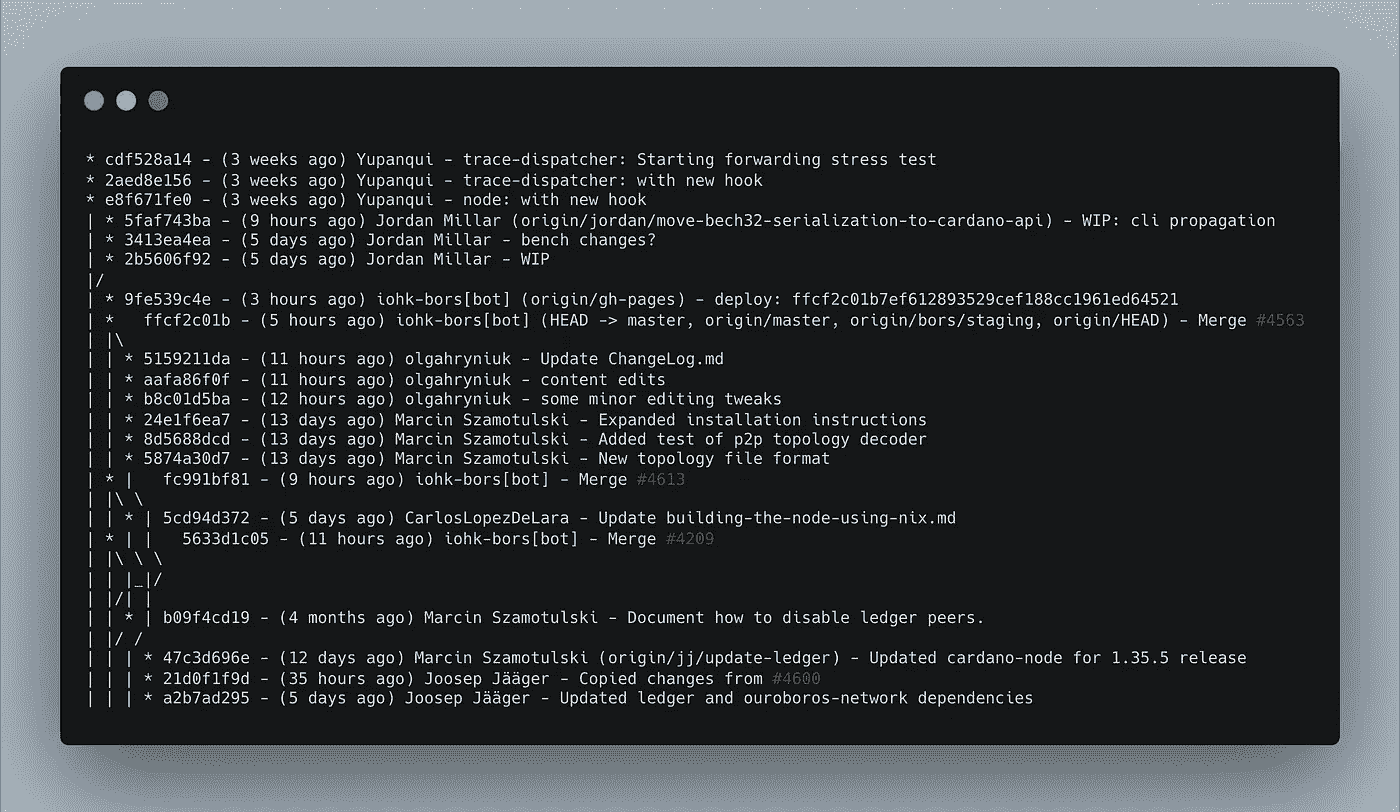 * cdf528a14 - (3 weeks ago) Yupanqui - trace-dispatcher: Starting forwarding stress test
* 2aed8e156 - (3 weeks ago) Yupanqui - trace-dispatcher: with new hook
* e8f671fe0 - (3 weeks ago) Yupanqui - node: with new hook
| * 5faf743ba - (9 hours ago) Jordan Millar (origin/jordan/move-bech32-serialization-to-cardano-api) - WIP: cli propagation
| * 3413ea4ea - (5 days ago) Jordan Millar - bench changes?
| * 2b5606f92 - (5 days ago) Jordan Millar - WIP
|/
| * 9fe539c4e - (3 hours ago) iohk-bors[bot] (origin/gh-pages) - deploy: ffcf2c01b7ef612893529cef188cc1961ed64521
| *   ffcf2c01b - (5 hours ago) iohk-bors[bot] (HEAD -> master, origin/master, origin/bors/staging, origin/HEAD) - Merge #4563
| |\
| | * 5159211da - (11 hours ago) olgahryniuk - Update ChangeLog.md
| | * aafa86f0f - (11 hours ago) olgahryniuk - content edits
| | * b8c01d5ba - (12 hours ago) olgahryniuk - some minor editing tweaks
| | * 24e1f6ea7 - (13 days ago) Marcin Szamotulski - Expanded installation instructions
| | * 8d5688dcd - (13 days ago) Marcin Szamotulski - Added test of p2p topology decoder
| | * 5874a30d7 - (13 days ago) Marcin Szamotulski - New topology file format
| * |   fc991bf81 - (9 hours ago) iohk-bors[bot] - Merge #4613
| |\ \
| | * | 5cd94d372 - (5 days ago) CarlosLopezDeLara - Update building-the-node-using-nix.md
| * | |   5633d1c05 - (11 hours ago) iohk-bors[bot] - Merge #4209
| |\ \ \
| | |_|/
| |/| |
| | * | b09f4cd19 - (4 months ago) Marcin Szamotulski - Document how to disable ledger peers.
| |/ /
| | | * 47c3d696e - (12 days ago) Marcin Szamotulski (origin/jj/update-ledger) - Updated cardano-node for 1.35.5 release
| | | * 21d0f1f9d - (35 hours ago) Joosep Jääger - Copied changes from #4600
| | | * a2b7ad295 - (5 days ago) Joosep Jääger - Updated ledger and ouroboros-network dependencies